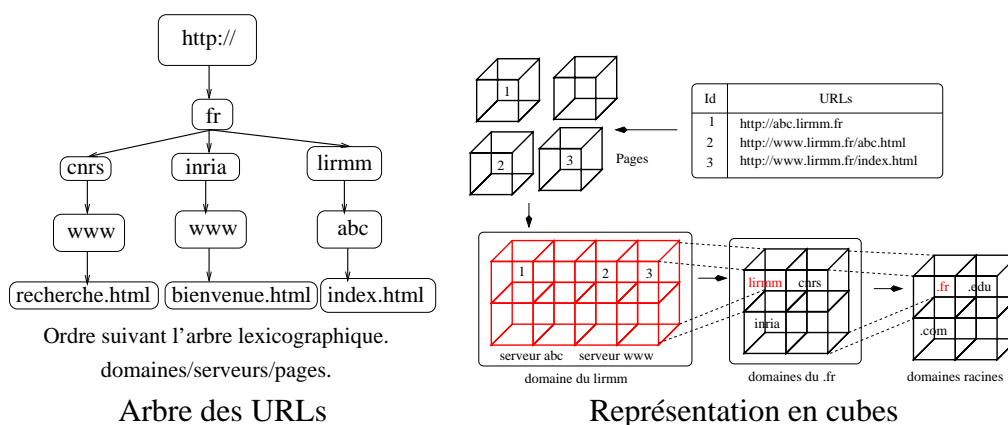 http://
fr
cnrs inria lirmm
www www abc
recherche.html bienvenue.html index.html
Ordre suivant l'arbre lexicographique.
domaines/serveurs/pages.
Arbre des URLs
1
2
3
Pages
Id URLs
1 http://abc.lirmm.fr
2 http://www.lirmm.fr/abc.html
3 http://www.lirmm.fr/index.html
1 2 3
serveur abc serveur www
domaine du lirmm
lirmm cnrs
inria
domaines du .fr
.fr .edu
.com
domaines racines
Représentation en cubes